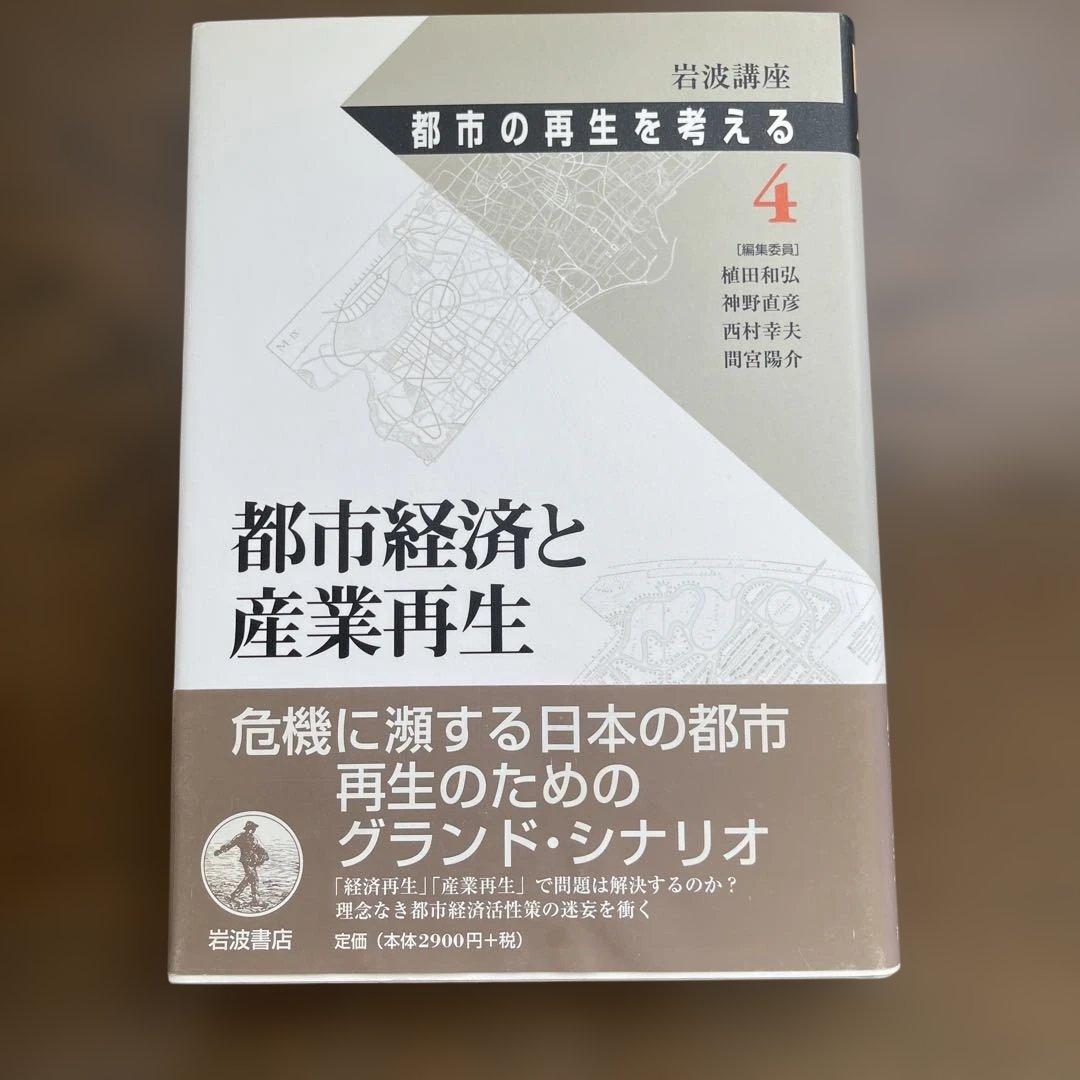 岩波講座
都市の再生を考える
4
[編集委員]
植田和弘
神野直彦
西村幸夫
間宮陽介
M IX
都市経済と
産業再生
危機に瀕する日本の都市
再生のための
グランド・シナリオ
「経済再生」「産業再生」で問題は解決するのか?
理念なき都市経済活性策の迷妄を衝く
岩波書店
定価（本体2900円+税）